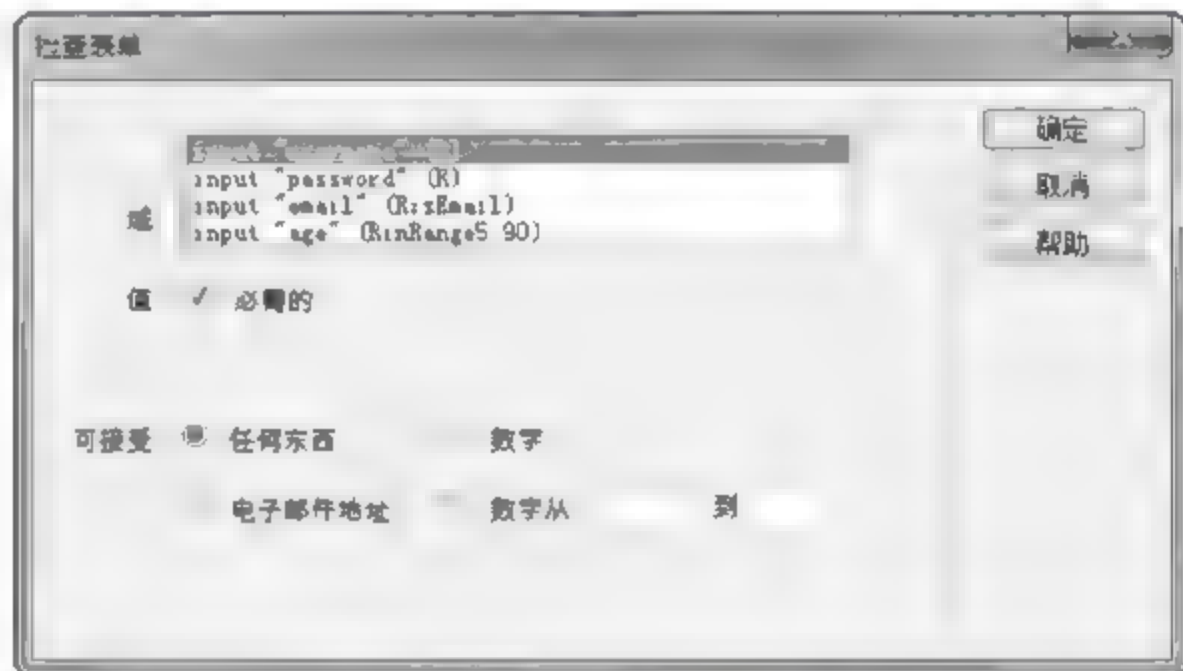 检查表单
input
input "password" (R)
域 input "email" (RisEmail)
input "age" (RinRange5 90)
值 必需的
可接受 任何东西 数字
电子邮件地址 数字从 到
确定
取消
帮助